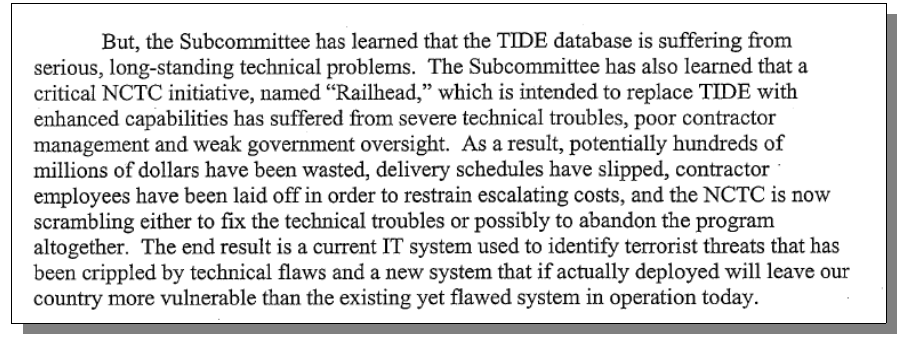 But, the Subcommittee has learned that the TIDE database is suffering from
serious, long-standing technical problems. The Subcommittee has also learned that a
critical NCTC initiative, named “Railhead,” which is intended to replace TIDE with
enhanced capabilities has suffered from severe technical troubles, poor contractor
management and weak government oversight. As a result, potentially hundreds of
millions of dollars have been wasted, delivery schedules have slipped, contractor
employees have been laid off in order to restrain escalating costs, and the NCTC is now
scrambling either to fix the technical troubles or possibly to abandon the program
altogether. The end result is a current IT system used to identify terrorist threats that has
been crippled by technical flaws and a new system that if actually deployed will leave our
country more vulnerable than the existing yet flawed system in operation today.